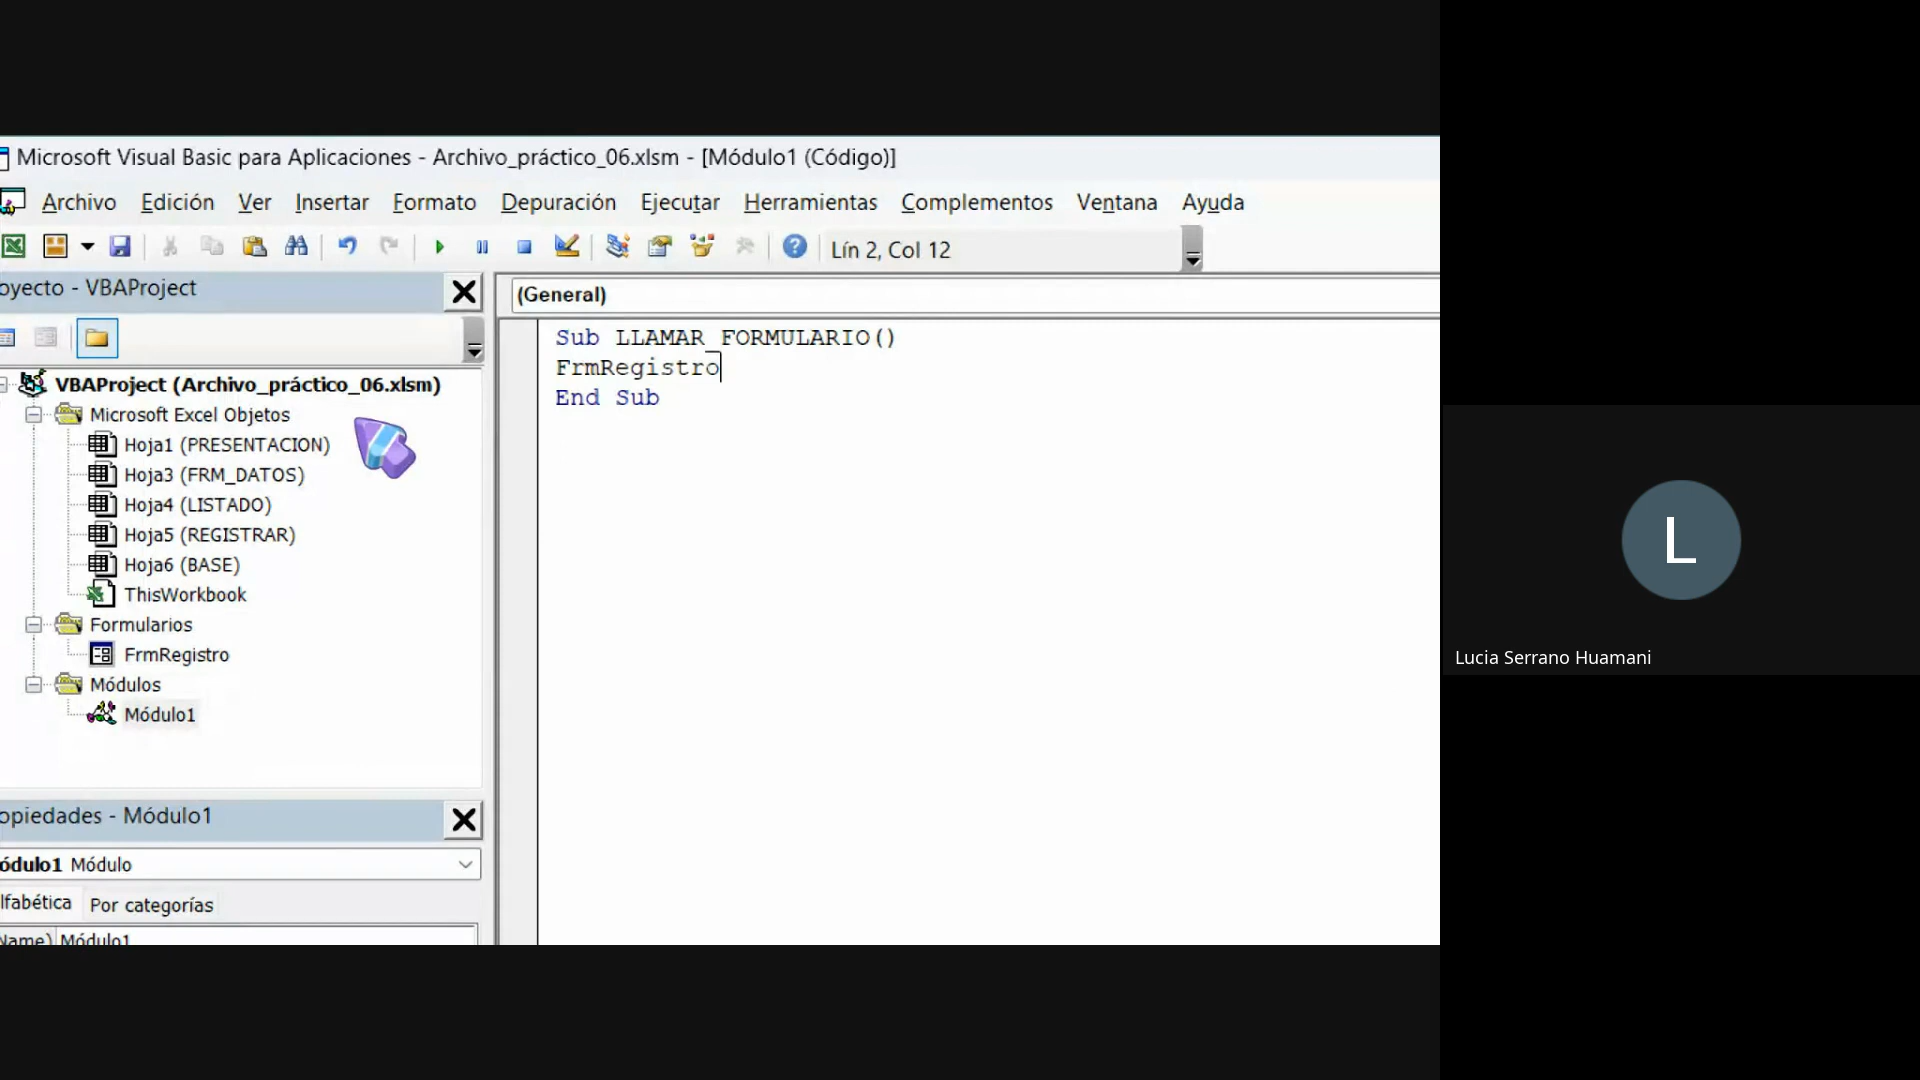 Microsoft Visual Basic para Aplicaciones - Archivo_práctico_06.xlsm - [Módulo1 (Código)]
Archivo Edición Ver Insertar Formato Depuración Ejecutar Herramientas Complementos Ventana Ayuda
Lín 2, Col 12
oyecto - VBAProject
(General)
Sub LLAMAR_FORMULARIO()
FrmRegistro
End Sub
VBAProject (Archivo_práctico_06.xlsm)
Microsoft Excel Objetos
Hoja1 (PRESENTACION)
Hoja3 (FRM_DATOS)
Hoja4 (LISTADO)
Hoja5 (REGISTRAR)
Hoja6 (BASE)
ThisWorkbook
Formularios
FrmRegistro
Módulos
Módulo1
opiedades - Módulo1
ódulo1 Módulo
lfabética Por categorías
Name) Módulo1
L
Lucia Serrano Huamani